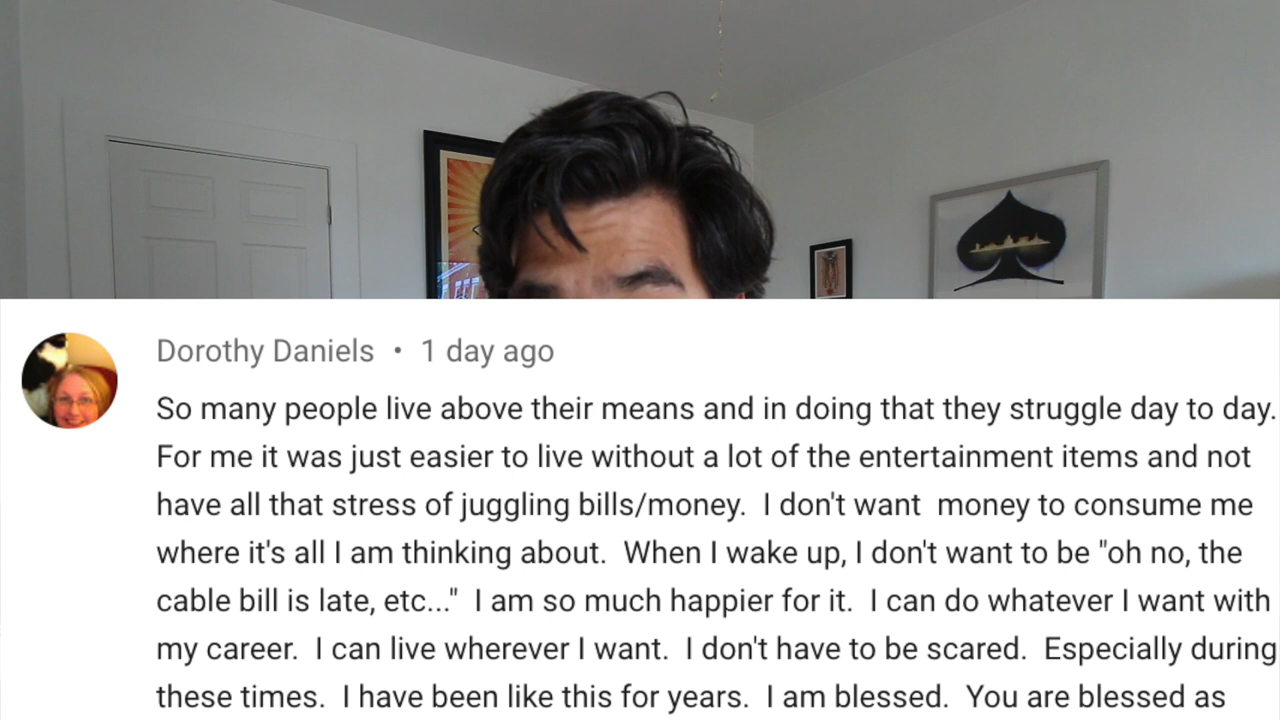 Dorothy Daniels • 1 day ago
So many people live above their means and in doing that they struggle day to day.
For me it was just easier to live without a lot of the entertainment items and not
have all that stress of juggling bills/money.  I don't want  money to consume me
where it's all I am thinking about.  When I wake up, I don't want to be "oh no, the
cable bill is late, etc..."  I am so much happier for it.  I can do whatever I want with
my career.  I can live wherever I want.  I don't have to be scared.  Especially during
these times.  I have been like this for years.  I am blessed.  You are blessed as